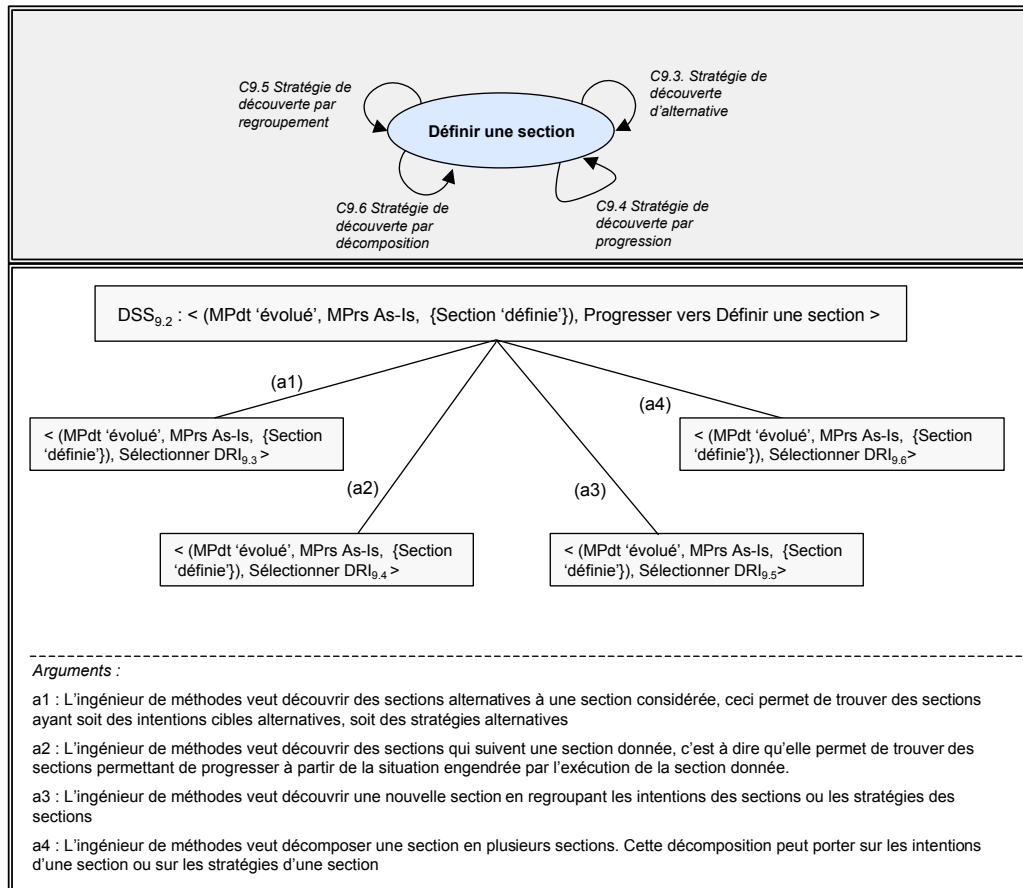 C9.5 Stratégie de
découverte par
regroupement
C9.3. Stratégie de
découverte
d’alternative
Définir une section
C9.6 Stratégie de
découverte par
décomposition
C9.4 Stratégie de
découverte par
progression
DSS9.2 : < (MPdt ‘évolué’, MPrs As-Is, {Section ‘définie’}), Progresser vers Définir une section >
(a1)
(a4)
< (MPdt ‘évolué’, MPrs As-Is, {Section
‘définie’}), Sélectionner DRI9.3 >
< (MPdt ‘évolué’, MPrs As-Is, {Section
‘définie’}), Sélectionner DRI9.6>
(a2)
(a3)
< (MPdt ‘évolué’, MPrs As-Is, {Section
‘définie’}), Sélectionner DRI9.4 >
< (MPdt ‘évolué’, MPrs As-Is, {Section
‘définie’}), Sélectionner DRI9.5>
Arguments :
a1 : L’ingénieur de méthodes veut découvrir des sections alternatives à une section considérée, ceci permet de trouver des sections
ayant soit des intentions cibles alternatives, soit des stratégies alternatives
a2 : L’ingénieur de méthodes veut découvrir des sections qui suivent une section donnée, c’est à dire qu’elle permet de trouver des
sections permettant de progresser à partir de la situation engendrée par l’exécution de la section donnée.
a3 : L’ingénieur de méthodes veut découvrir une nouvelle section en regroupant les intentions des sections ou les stratégies des
sections
a4 : L’ingénieur de méthodes veut décomposer une section en plusieurs sections. Cette décomposition peut porter sur les intentions
d’une section ou sur les stratégies d’une section